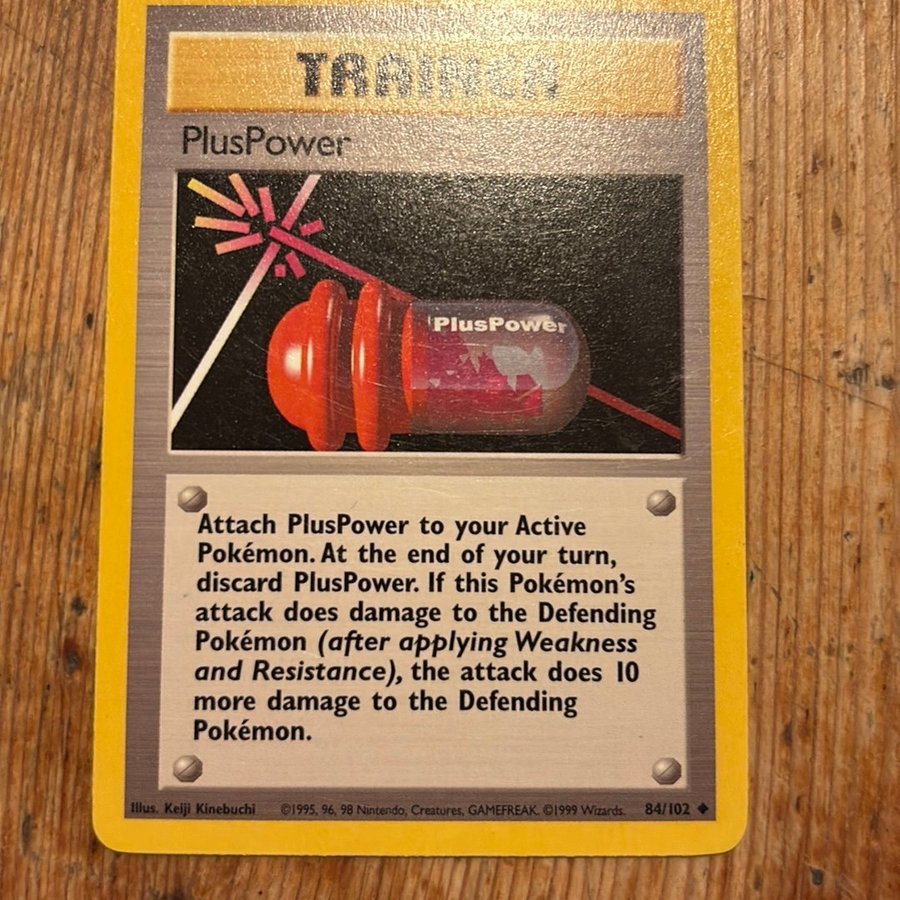 TRAINER
PlusPower
PlusPower
Attach PlusPower to your Active
Pokémon. At the end of your turn,
discard PlusPower. If this Pokémon's
attack does damage to the Defending
Pokémon (after applying Weakness
and Resistance), the attack does 10
more damage to the Defending
Pokémon.
Illus. Keiji Kinebuchi ©1995, 96, 98 Nintendo, Creatures, GAMEFREAK. ©1999 Wizards. 84/102 ◆